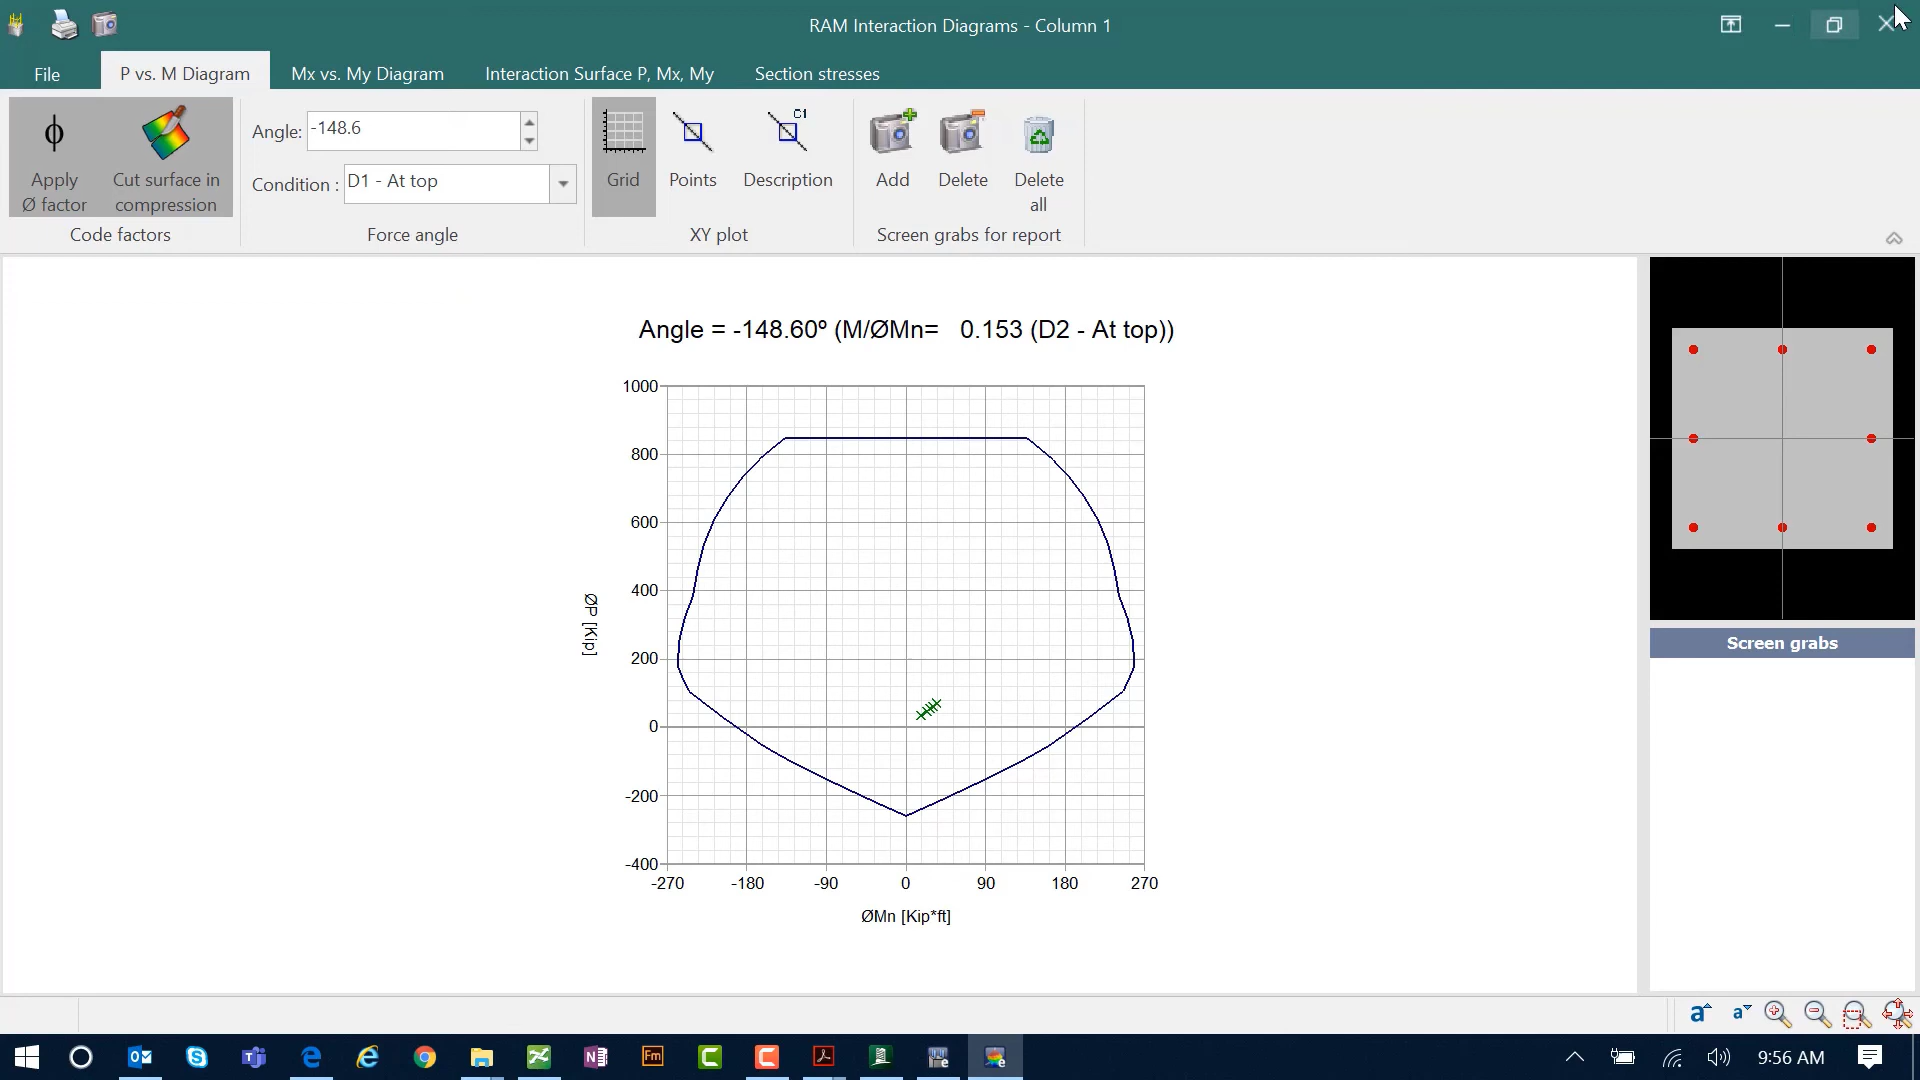 RAM Interaction Diagrams - Column 1
File
P vs. M Diagram
Mx vs. My Diagram
Interaction Surface P, Mx, My
Section stresses
ϕ
Apply
Ø factor
Cut surface in
compression
Code factors
Angle: -148.6
Condition : D1 - At top
Force angle
Grid
Points
C1
Description
XY plot
Add
Delete
Delete
all
Screen grabs for report
Angle = -148.60º (M/ØMn= 0.153 (D2 - At top))
1000
800
600
400
200
0
-200
-400
ØP [Kip]
-270 -180 -90 0 90 180 270
ØMn [Kip*ft]
Screen grabs
a a
9:56 AM